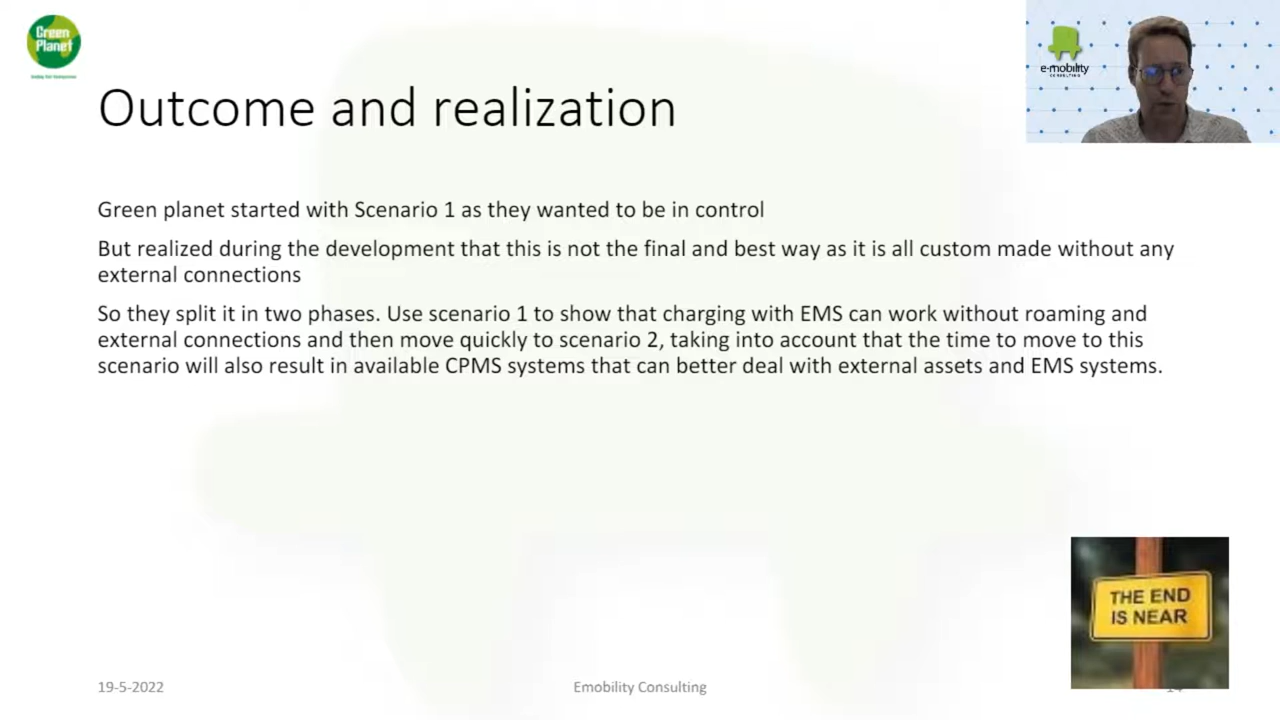 Green
Planet
e-mobility
CONSULTING
Outcome and realization
Green planet started with Scenario 1 as they wanted to be in control
But realized during the development that this is not the final and best way as it is all custom made without any
external connections
So they split it in two phases. Use scenario 1 to show that charging with EMS can work without roaming and
external connections and then move quickly to scenario 2, taking into account that the time to move to this
scenario will also result in available CPMS systems that can better deal with external assets and EMS systems.
THE END
IS NEAR
19-5-2022
Emobility Consulting